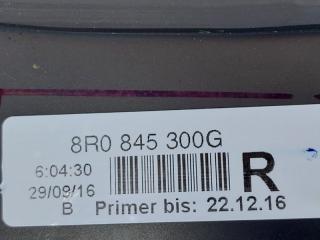 8R0 845 300G
6:04:30
29/09/16
R
B Primer bis: 22.12.16